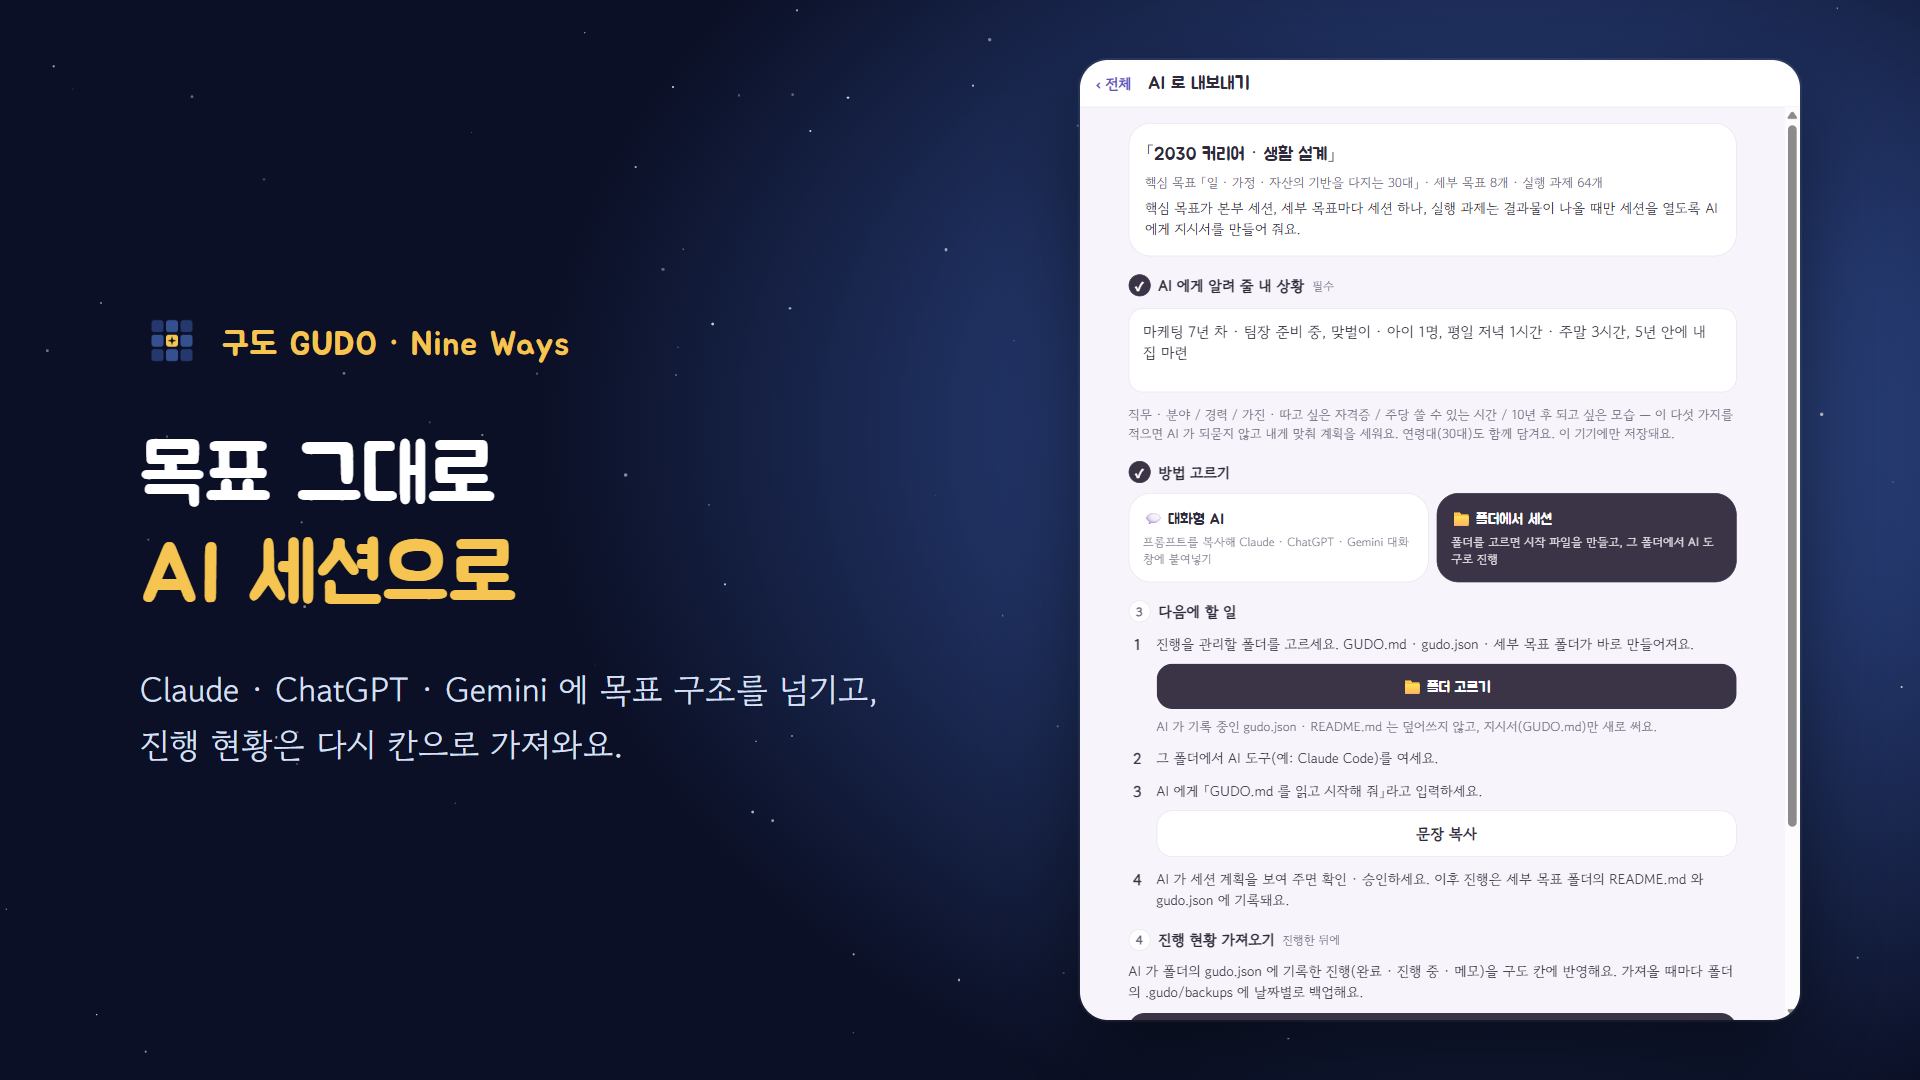 구도 GUDO · Nine Ways
목표 그대로
AI 세션으로
Claude · ChatGPT · Gemini 에 목표 구조를 넘기고,
진행 현황은 다시 칸으로 가져와요.
‹ 전체 AI 로 내보내기
「2030 커리어 · 생활 설계」
핵심 목표 「일 · 가정 · 자산의 기반을 다지는 30대」 · 세부 목표 8개 · 실행 과제 64개
핵심 목표가 본부 세션, 세부 목표마다 세션 하나, 실행 과제는 결과물이 나올 때만 세션을 열도록 AI
에게 지시서를 만들어 줘요.
✓ AI 에게 알려 줄 내 상황 필수
마케팅 7년 차 · 팀장 준비 중, 맞벌이 · 아이 1명, 평일 저녁 1시간 · 주말 3시간, 5년 안에 내
집 마련
직무 · 분야 / 경력 / 가진 · 따고 싶은 자격증 / 주당 쓸 수 있는 시간 / 10년 후 되고 싶은 모습 — 이 다섯 가지를
적으면 AI 가 되묻지 않고 내게 맞춰 계획을 세워요. 연령대(30대)도 함께 담겨요. 이 기기에만 저장돼요.
✓ 방법 고르기
대화형 AI
프롬프트를 복사해 Claude · ChatGPT · Gemini 대화
창에 붙여넣기
폴더에서 세션
폴더를 고르면 시작 파일을 만들고, 그 폴더에서 AI 도
구로 진행
3 다음에 할 일
1 진행을 관리할 폴더를 고르세요. GUDO.md · gudo.json · 세부 목표 폴더가 바로 만들어져요.
폴더 고르기
AI 가 기록 중인 gudo.json · README.md 는 덮어쓰지 않고, 지시서(GUDO.md)만 새로 써요.
2 그 폴더에서 AI 도구(예: Claude Code)를 여세요.
3 AI 에게 「GUDO.md 를 읽고 시작해 줘」라고 입력하세요.
문장 복사
4 AI 가 세션 계획을 보여 주면 확인 · 승인하세요. 이후 진행은 세부 목표 폴더의 README.md 와
gudo.json 에 기록돼요.
4 진행 현황 가져오기 진행한 뒤에
AI 가 폴더의 gudo.json 에 기록한 진행(완료 · 진행 중 · 메모)을 구도 칸에 반영해요. 가져올 때마다 폴더
의 .gudo/backups 에 날짜별로 백업해요.